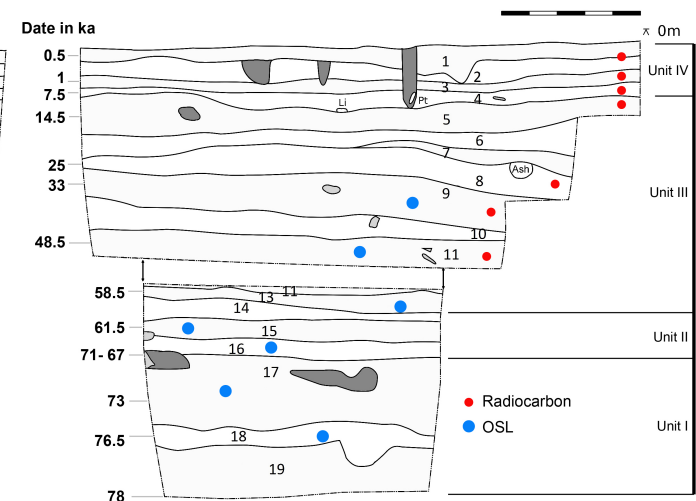 Date in ka
0m
0.5
1
7.5
14.5
25
33
48.5
58.5
61.5
71-67
73
76.5
78
1
2
3
4
Li
Pt
5
6
7
Ash
8
9
10
11
11
13
14
15
16
17
18
19
Unit IV
Unit III
Unit II
Unit I
Radiocarbon
OSL